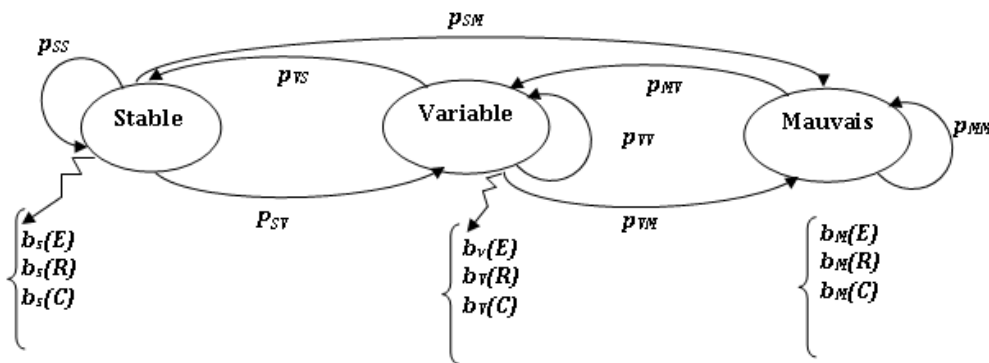 pSM
pSS
pVS
pMV
Stable
Variable
Mauvais
pVV
pMM
PSV
pVM
bs(E)
bs(R)
bs(C)
bv(E)
bV(R)
bV(C)
bM(E)
bM(R)
bM(C)